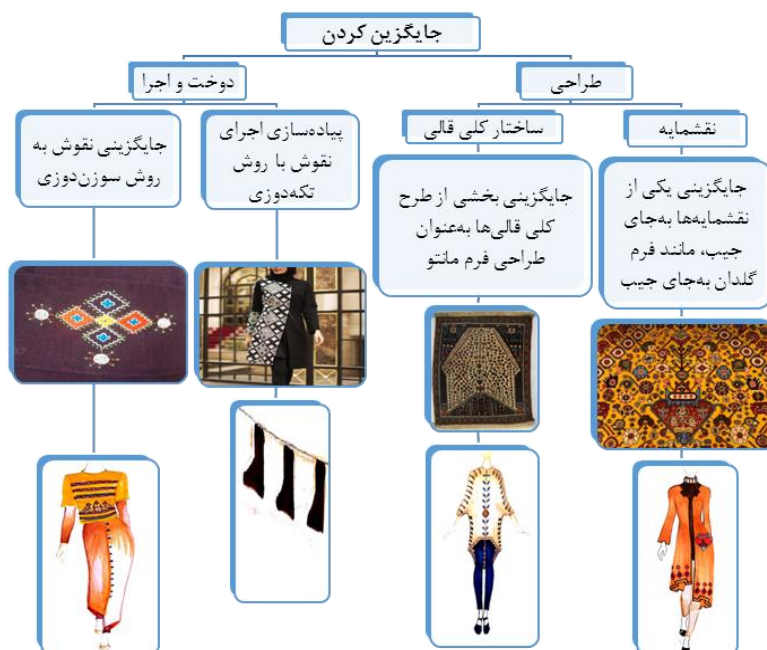 جایگزین کردن
طراحی
دوخت و اجرا
نقشمایه
ساختار کلی قالی
پیاده‌سازی اجرای
نقوش با روش
تکه‌دوزی
جایگزینی نقوش به
روش سوزن‌دوزی
جایگزینی یکی از
نقشمایه‌ها به‌جای
جیب، مانند فرم
گلدان به‌جای جیب
جایگزینی بخشی از طرح
کلی قالی‌ها به‌عنوان
طراحی فرم مانتو